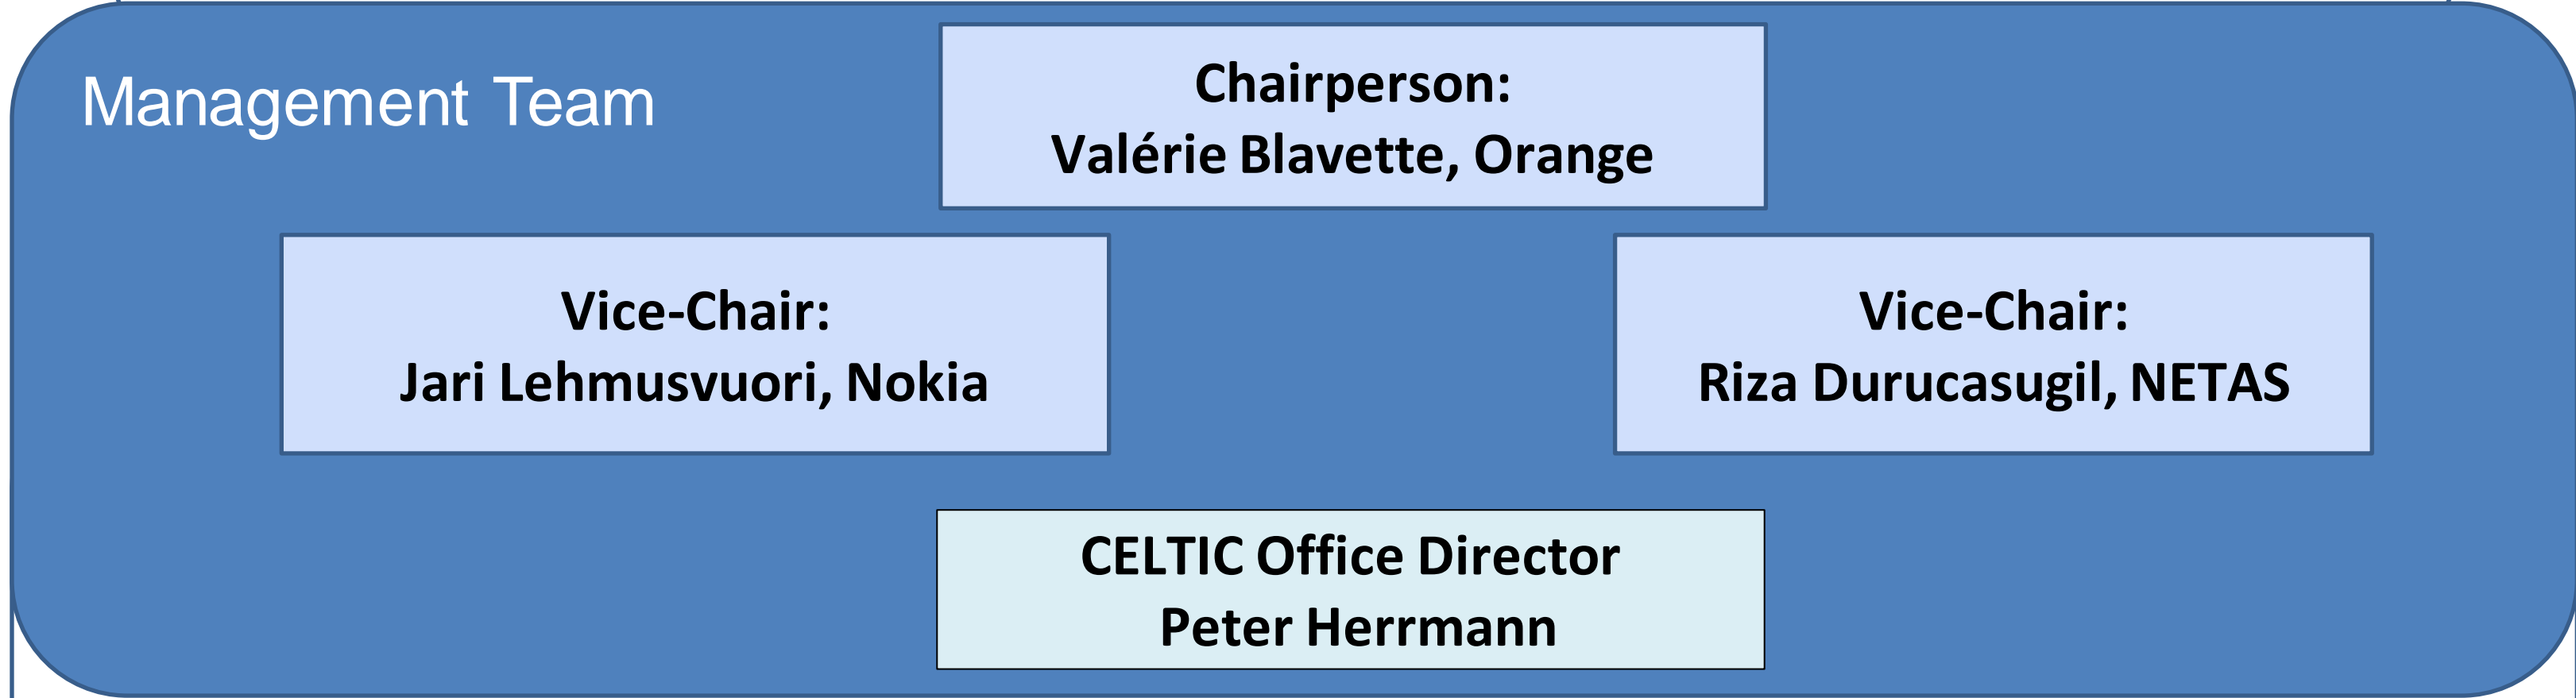 Management Team
Chairperson:
Valérie Blavette, Orange
Vice-Chair:
Jari Lehmusvuori, Nokia
Vice-Chair:
Riza Durucasugil, NETAS
CELTIC Office Director
Peter Herrmann